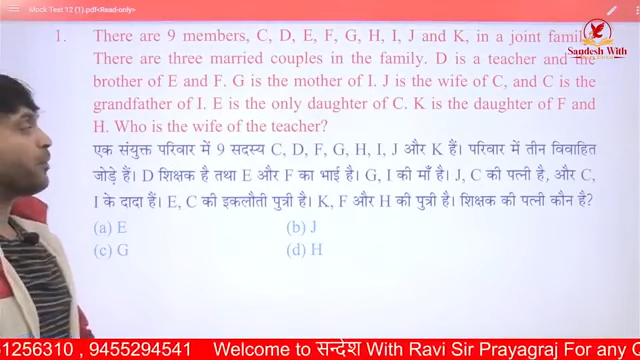 Mock Test 12 (1).pdf<Read-only>
Sandesh With
1. There are 9 members, C, D, E, F, G, H, I, J and K, in a joint famil
There are three married couples in the family. D is a teacher and
brother of E and F. G is the mother of I. J is the wife of C, and C is the
grandfather of I. E is the only daughter of C. K is the daughter of F and
H. Who is the wife of the teacher?
एक संयुक्त परिवार में 9 सदस्य C, D, F, G, H, I, J और K हैं। परिवार में तीन विवाहित
जोड़े हैं। D शिक्षक है तथा E और F का भाई है। G, I की माँ है। J, C की पत्नी है, और C,
I के दादा हैं। E, C की इकलौती पुत्री है। K, F और H की पुत्री है। शिक्षक की पत्नी कौन है?
(a) E (b) J
(c) G (d) H
61256310 , 9455294541 Welcome to सन्देश With Ravi Sir Prayagraj For any C